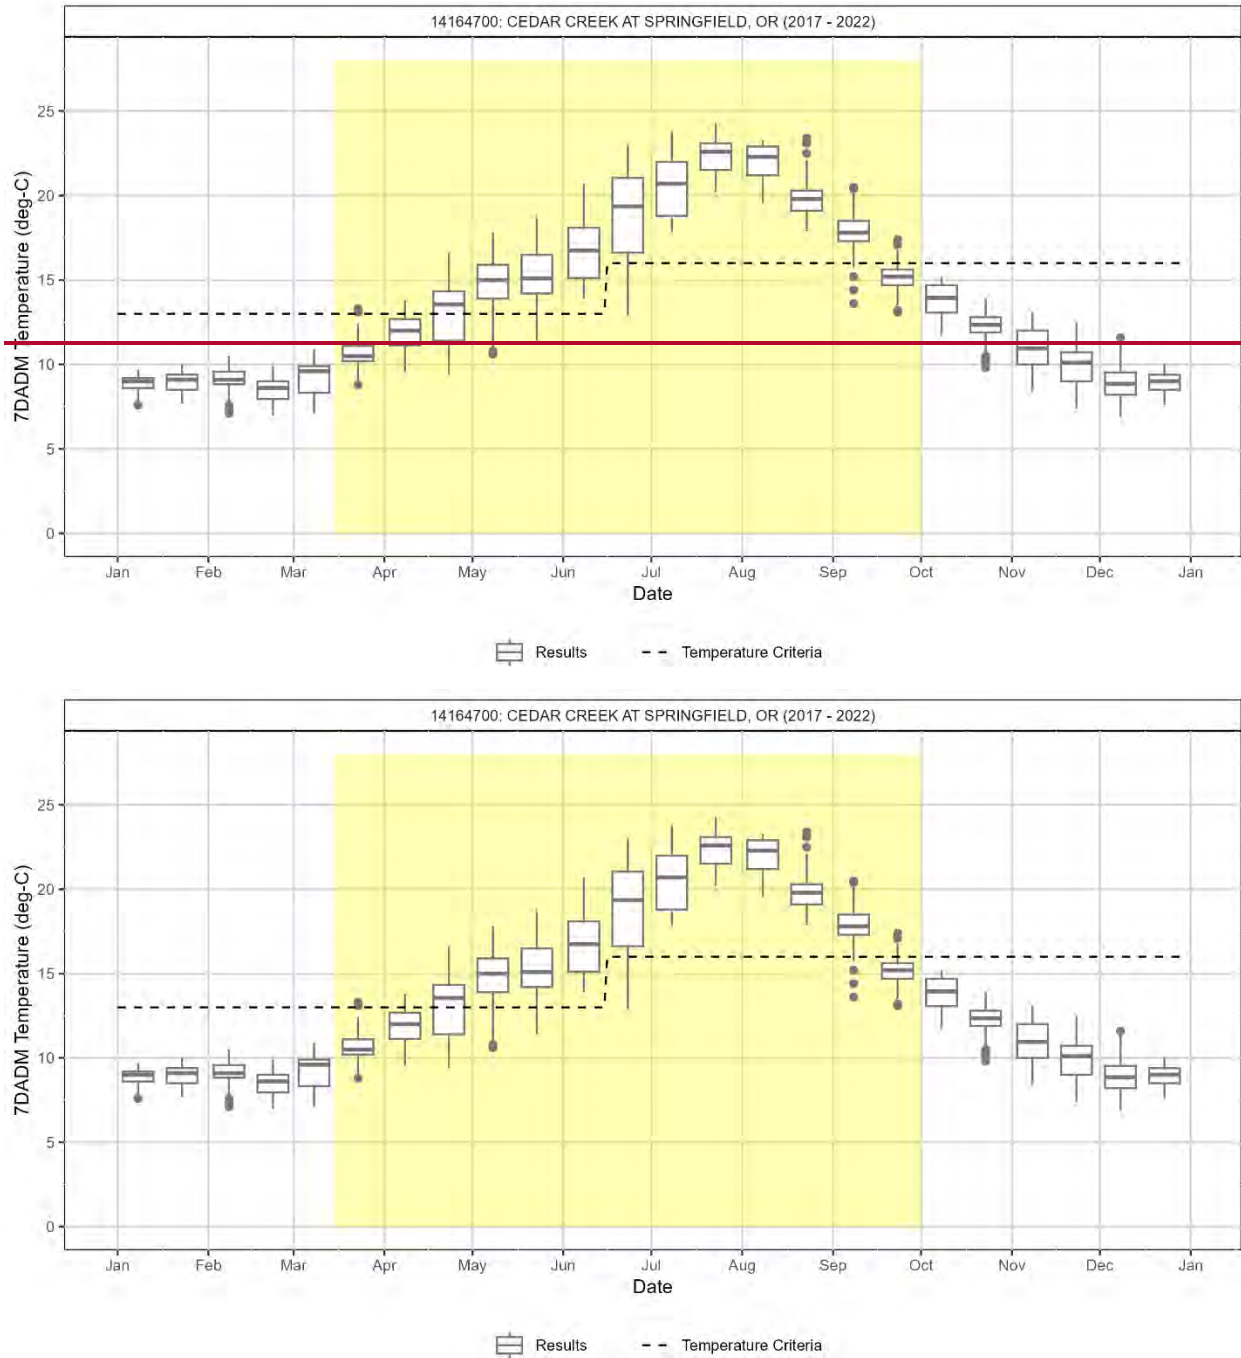 14164700: CEDAR CREEK AT SPRINGFIELD, OR (2017 - 2022)
7DADM Temperature (deg-C)
25
20
15
10
5
0
Jan Feb Mar Apr May Jun Jul Aug Sep Oct Nov Dec Jan
Date
Results Temperature Criteria
14164700: CEDAR CREEK AT SPRINGFIELD, OR (2017 - 2022)
7DADM Temperature (deg-C)
25
20
15
10
5
0
Jan Feb Mar Apr May Jun Jul Aug Sep Oct Nov Dec Jan
Date
Results Temperature Criteria